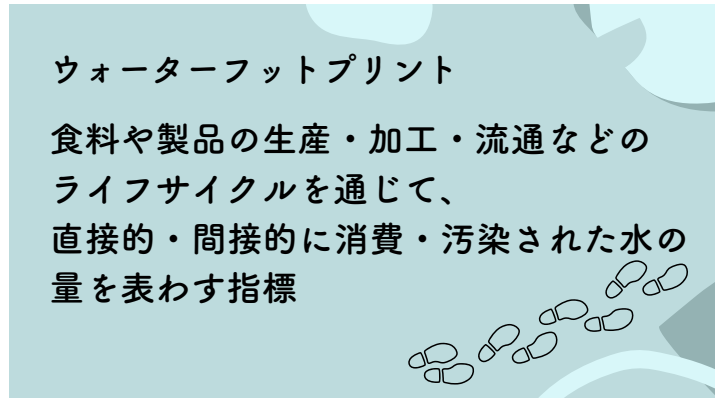 ウォーターフットプリント
食料や製品の生産・加工・流通などの
ライフサイクルを通じて、
直接的・間接的に消費・汚染された水の
量を表わす指標